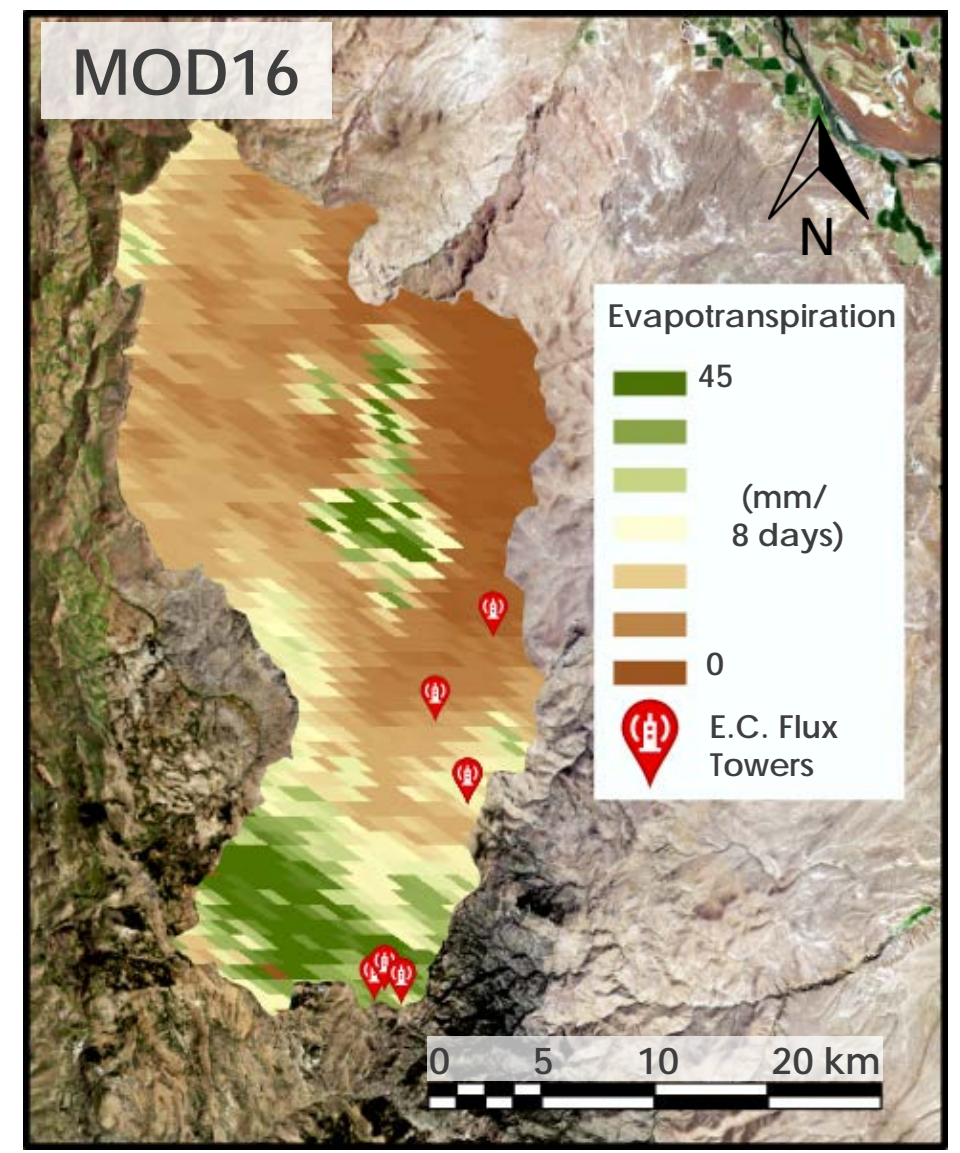 MOD16
N
Evapotranspiration
45
(mm/
8 days)
0
E.C. Flux
Towers
0 5 10 20 km